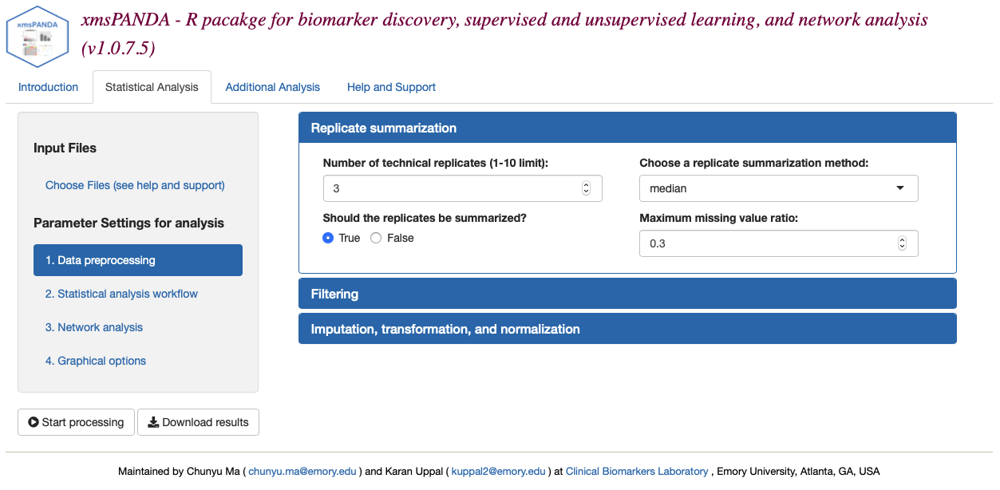 xmsPANDA
xmsPANDA - R pacakge for biomarker discovery, supervised and unsupervised learning, and network analysis
(v1.0.7.5)
Introduction
Statistical Analysis
Additional Analysis
Help and Support
Input Files
Choose Files (see help and support)
Parameter Settings for analysis
1. Data preprocessing
2. Statistical analysis workflow
3. Network analysis
4. Graphical options
Start processing
Download results
Replicate summarization
Number of technical replicates (1-10 limit):
3
Should the replicates be summarized?
True False
Choose a replicate summarization method:
median
Maximum missing value ratio:
0.3
Filtering
Imputation, transformation, and normalization
Maintained by Chunyu Ma ( chunyu.ma@emory.edu ) and Karan Uppal ( kuppal2@emory.edu ) at Clinical Biomarkers Laboratory , Emory University, Atlanta, GA, USA